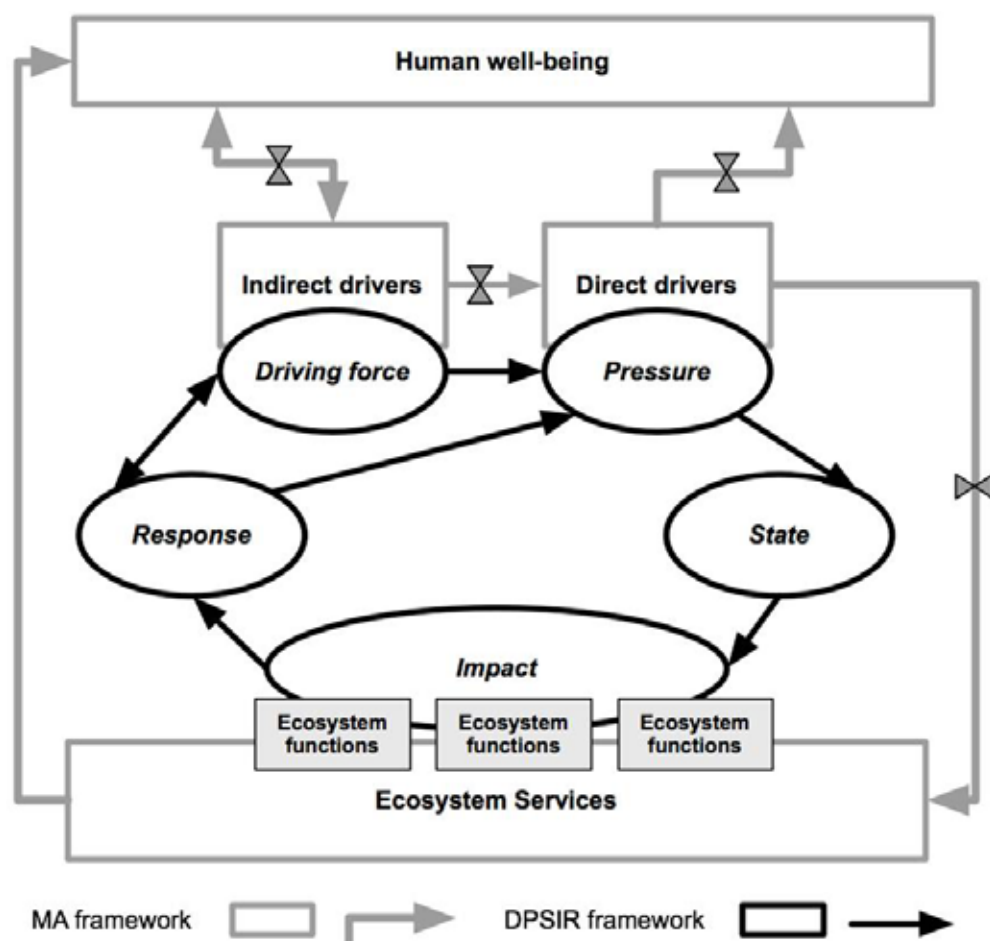 Human well-being
Indirect drivers
Direct drivers
Driving force
Pressure
Response
State
Impact
Ecosystem
functions
Ecosystem
functions
Ecosystem
functions
Ecosystem Services
MA framework
DPSIR framework